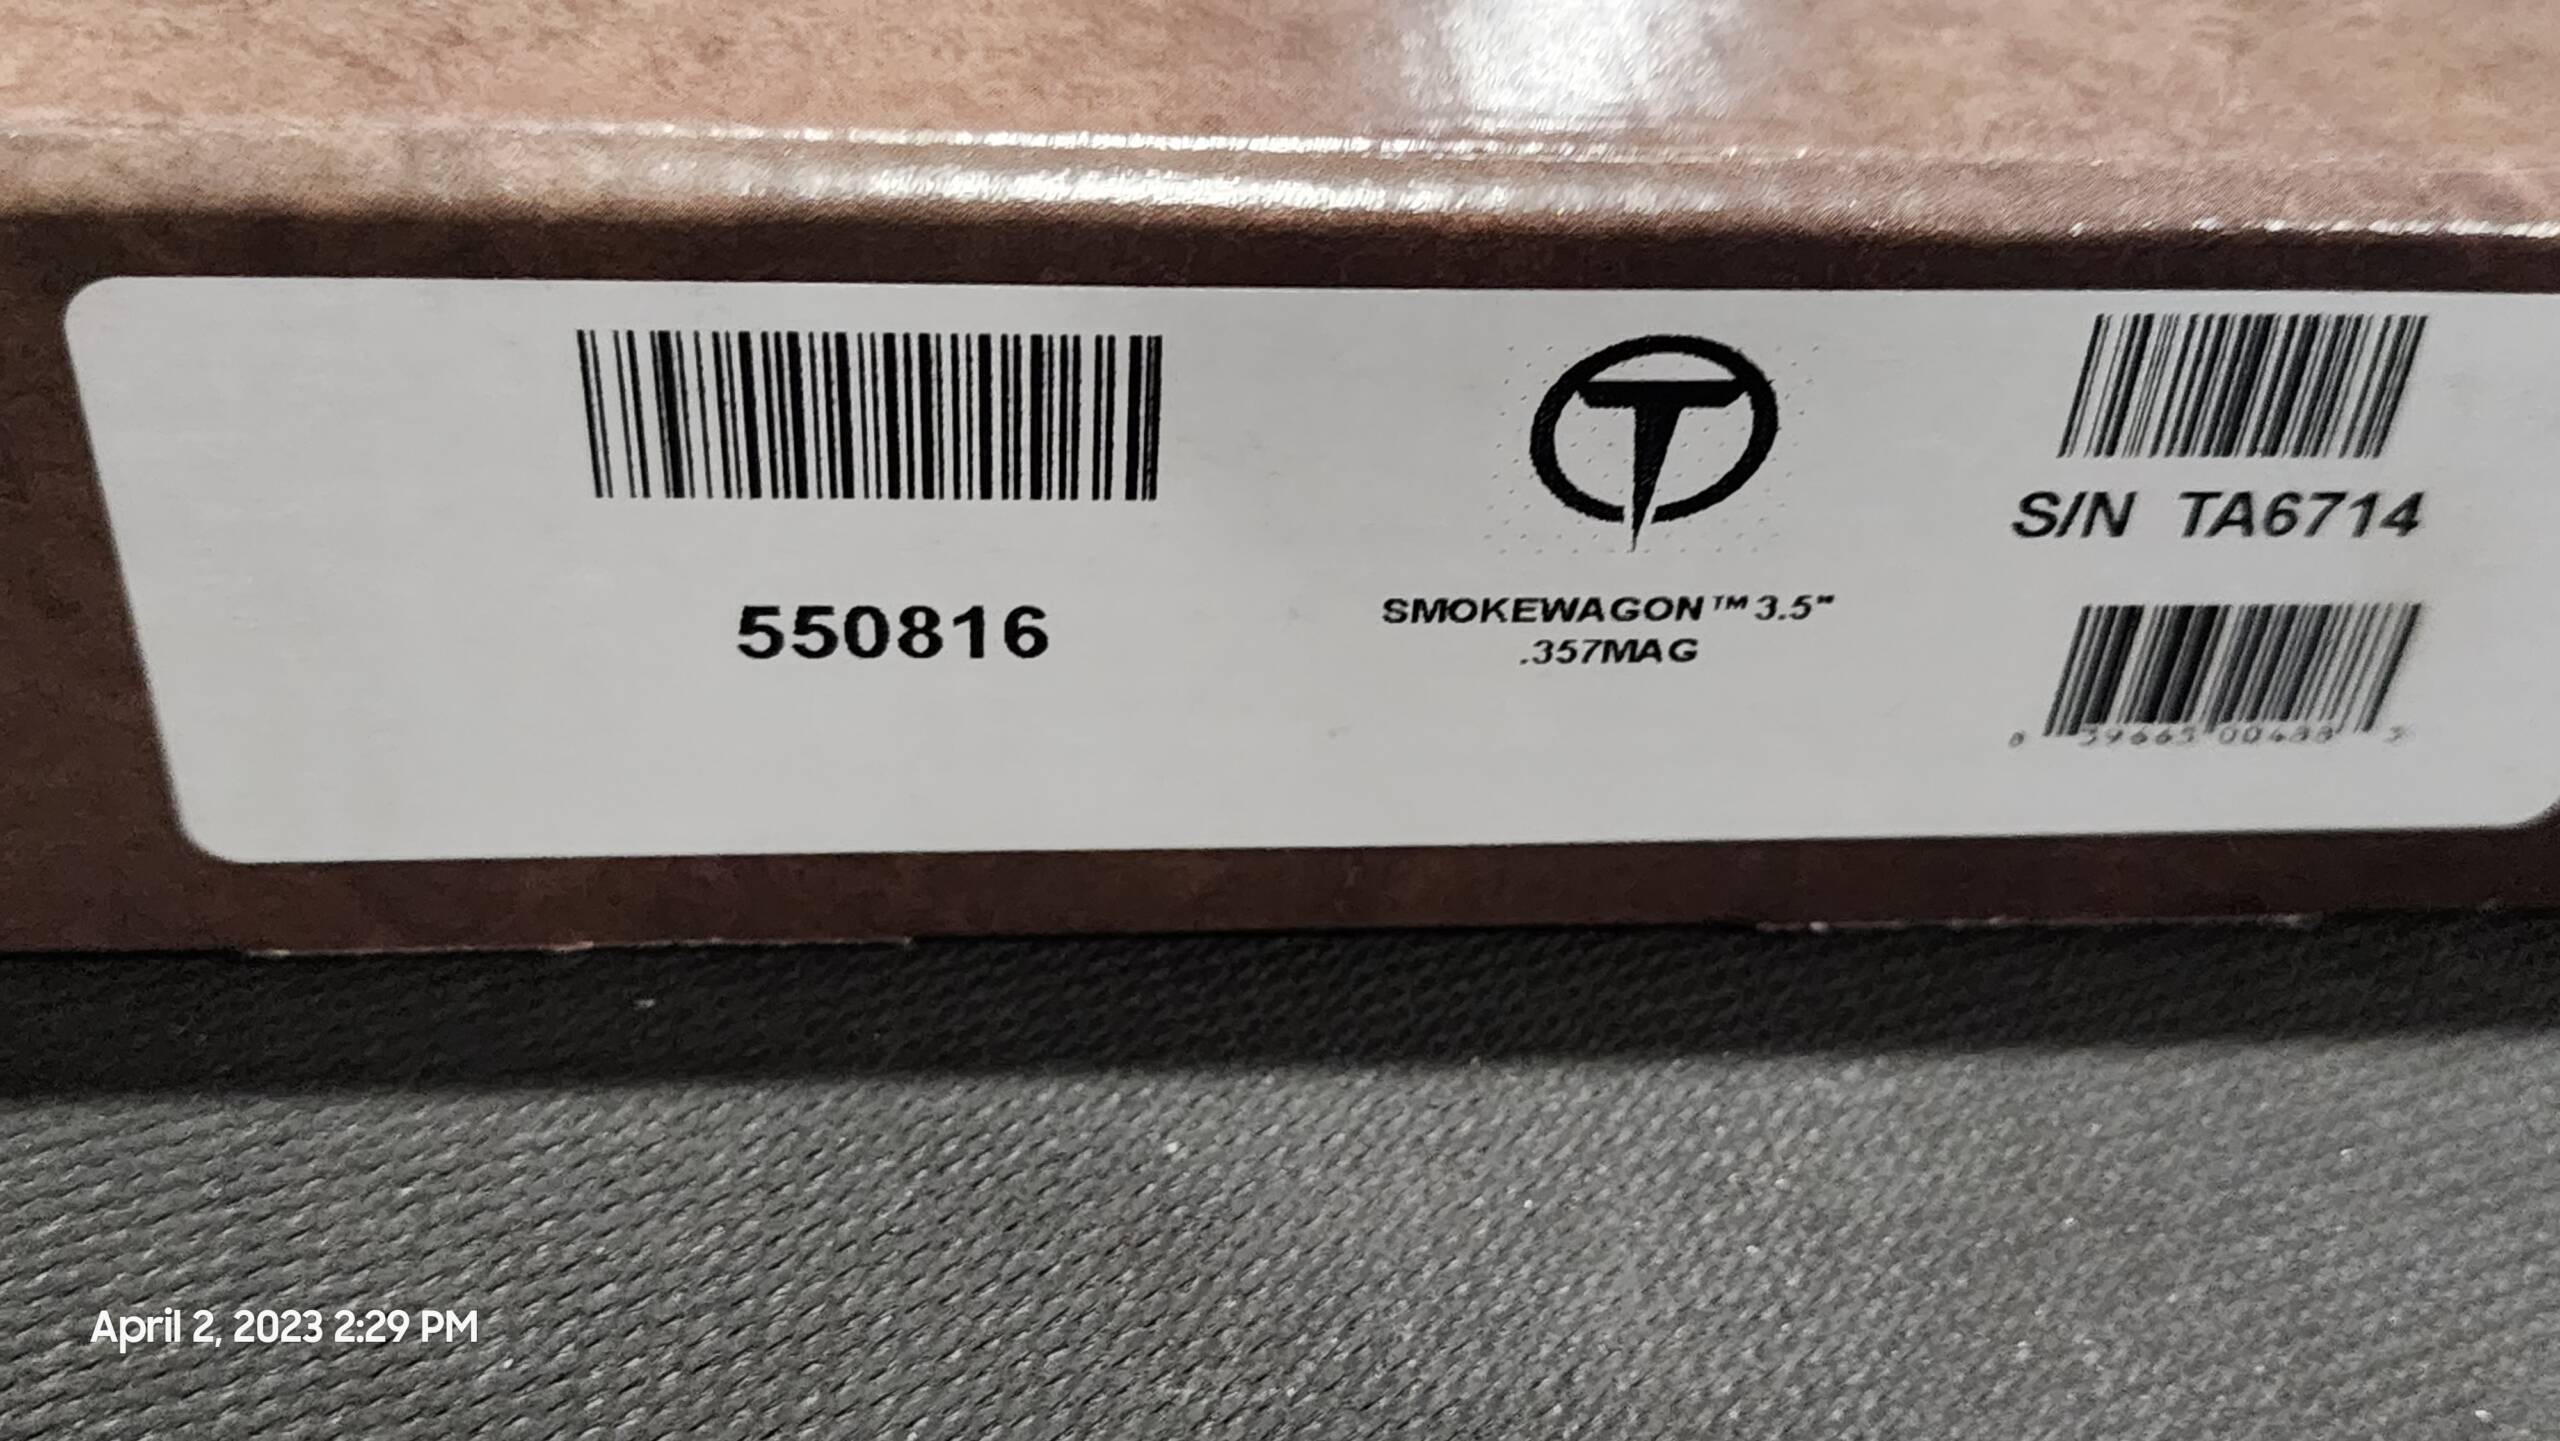 550816
T
SMOKEWAGON™ 3.5"
.357MAG
S/N TA6714
April 2, 2023 2:29 PM